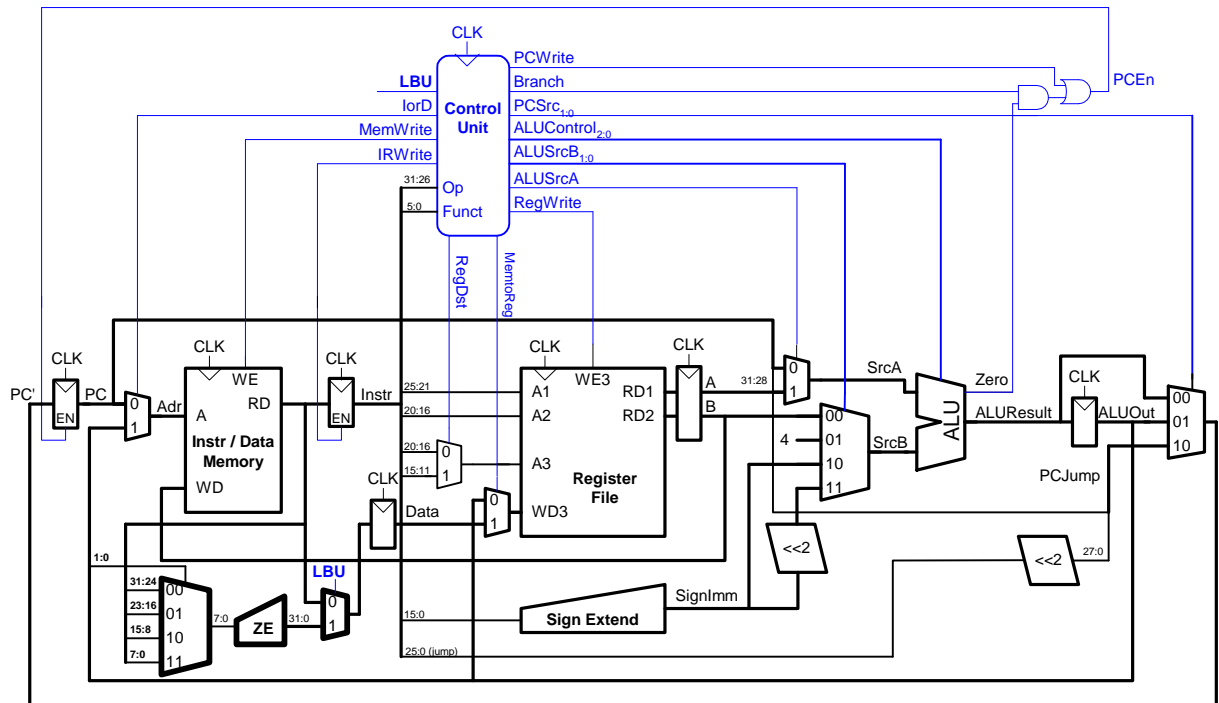 CLK
PCWrite
LBU
Branch
PCEn
IorD
Control
Unit
PCSrc1:0
MemWrite
ALUControl2:0
IRWrite
ALUSrcB1:0
31:26
Op
ALUSrcA
5:0
Funct
RegWrite
RegDst
MemtoReg
CLK
CLK
CLK
CLK
CLK
PC'
EN
PC
0
1
Adr
WE
A
RD
Instr / Data
Memory
WD
EN
Instr
25:21
20:16
20:16
15:11
0
1
A1
A2
A3
WD3
WE3
RD1
RD2
Register
File
A
B
31:28
0
1
SrcA
00
01
10
11
4
SrcB
ALU
Zero
ALUResult
CLK
ALUOut
00
01
10
PCJump
CLK
Data
0
1
<<2
<<2
27:0
1:0
31:24
23:16
15:8
7:0
00
01
10
11
7:0
ZE
31:0
LBU
0
1
15:0
Sign Extend
SignImm
25:0 (jump)